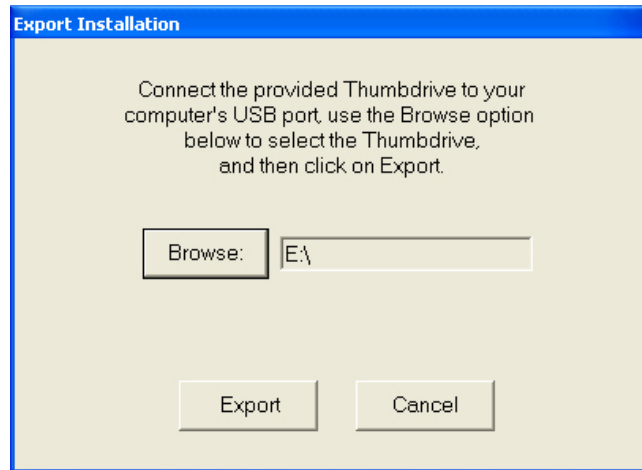 Export Installation
Connect the provided Thumbdrive to your
computer's USB port, use the Browse option
below to select the Thumbdrive,
and then click on Export.
Browse: E:\
Export Cancel